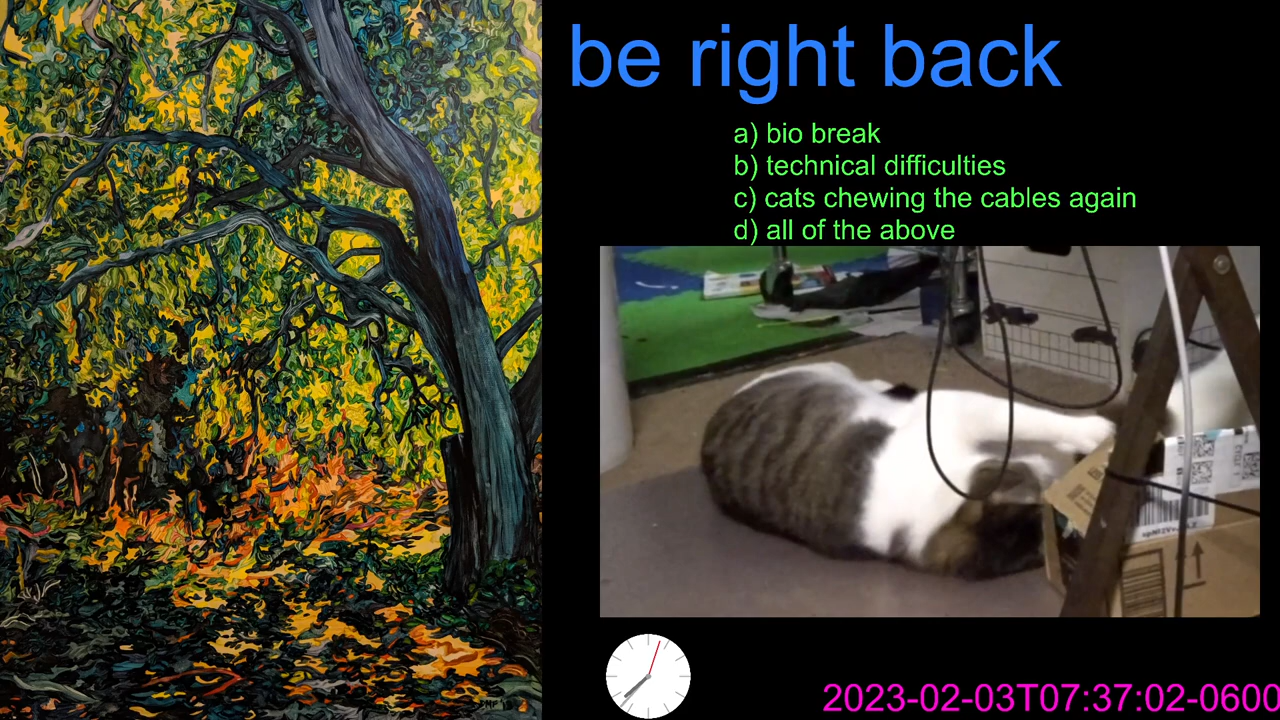 be right back
a) bio break
b) technical difficulties
c) cats chewing the cables again
d) all of the above
2023-02-03T07:37:02-0600